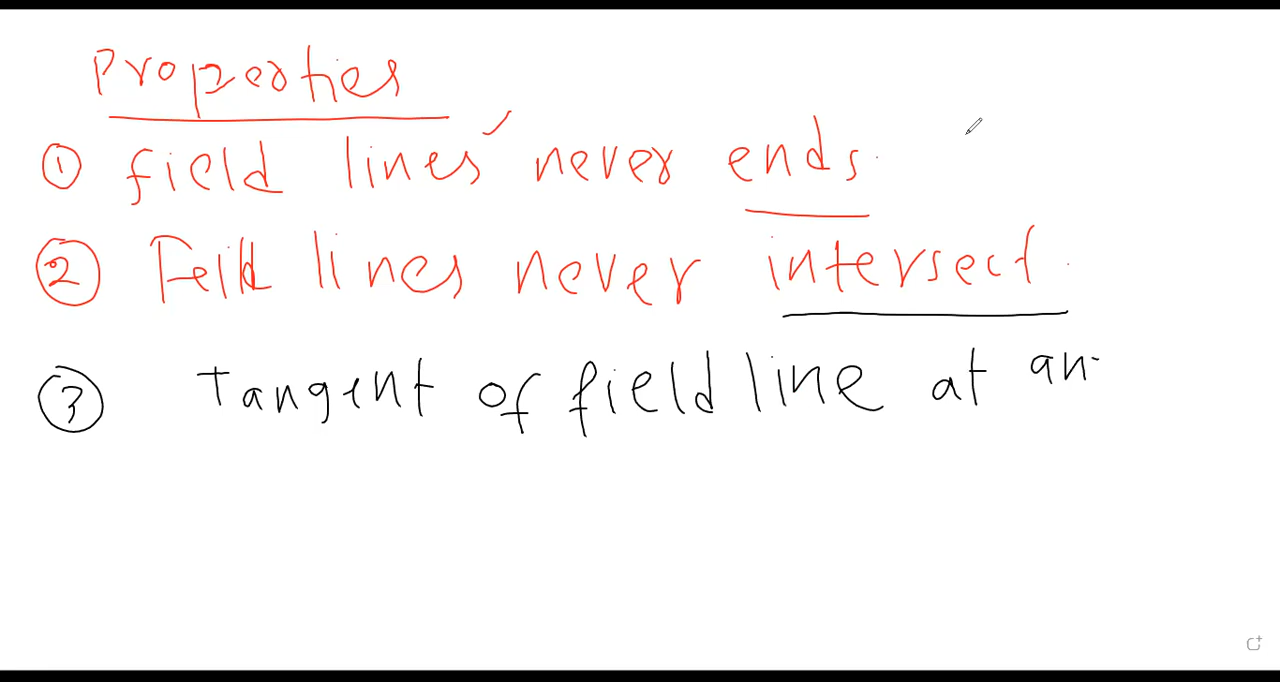 Properties
① field lines never ends.
② Feild lines never intersect.
③ Tangent of field line at an